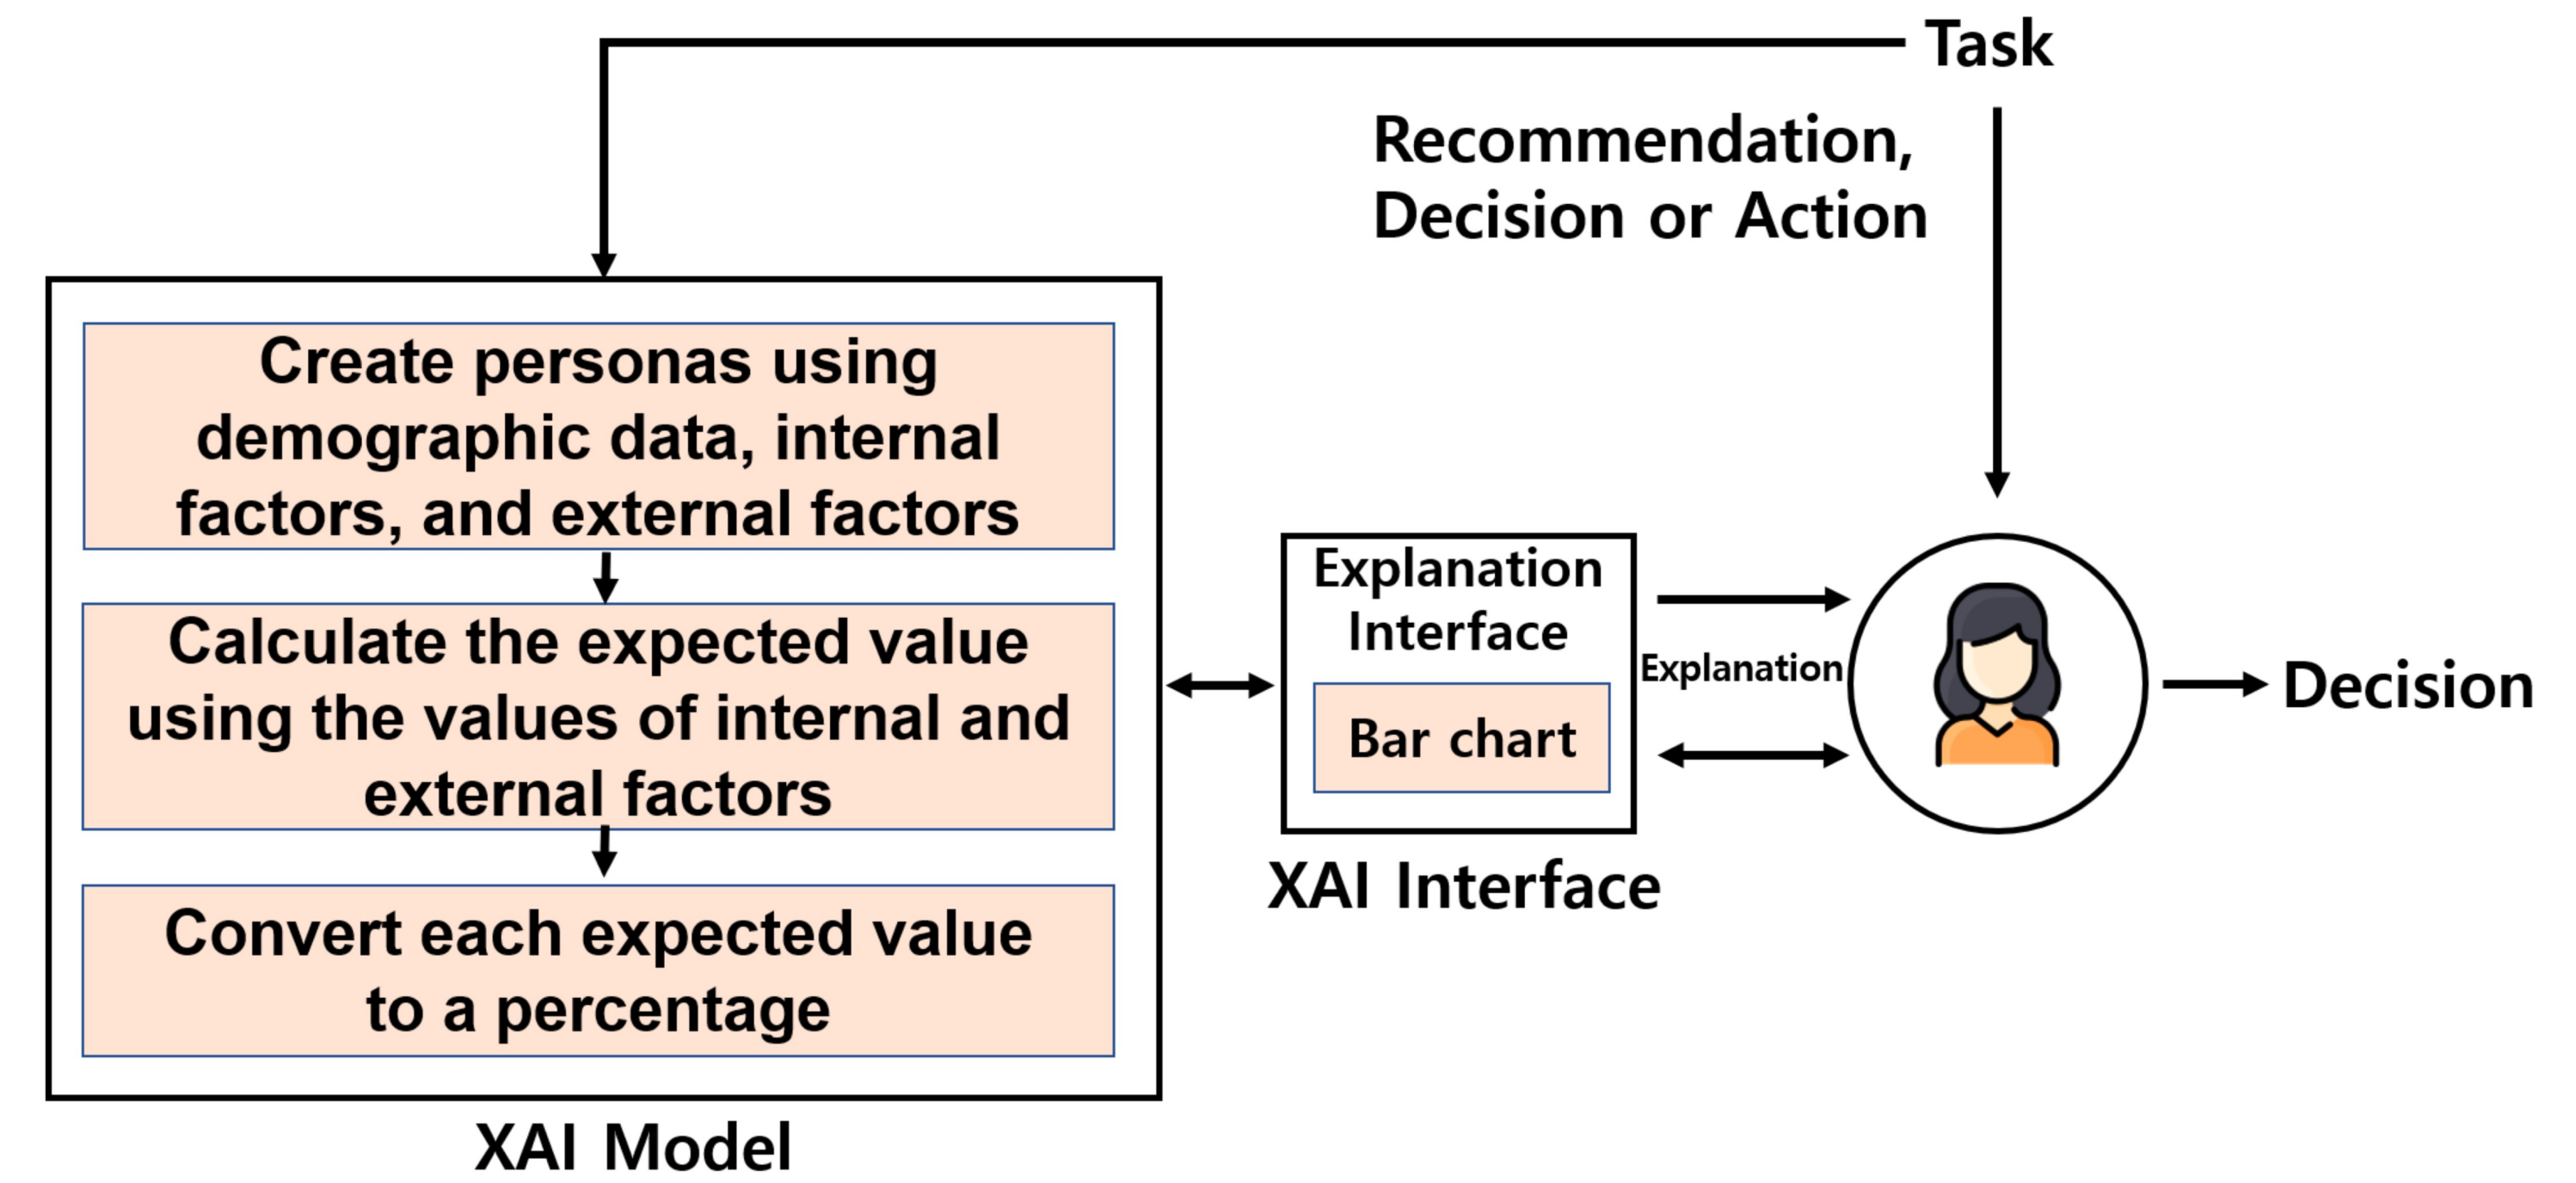 Task
Recommendation,
Decision or Action
Create personas using
demographic data, internal
factors, and external factors
Calculate the expected value
using the values of internal and
external factors
Convert each expected value
to a percentage
XAI Model
Explanation
Interface
Bar chart
XAI Interface
Explanation
Decision